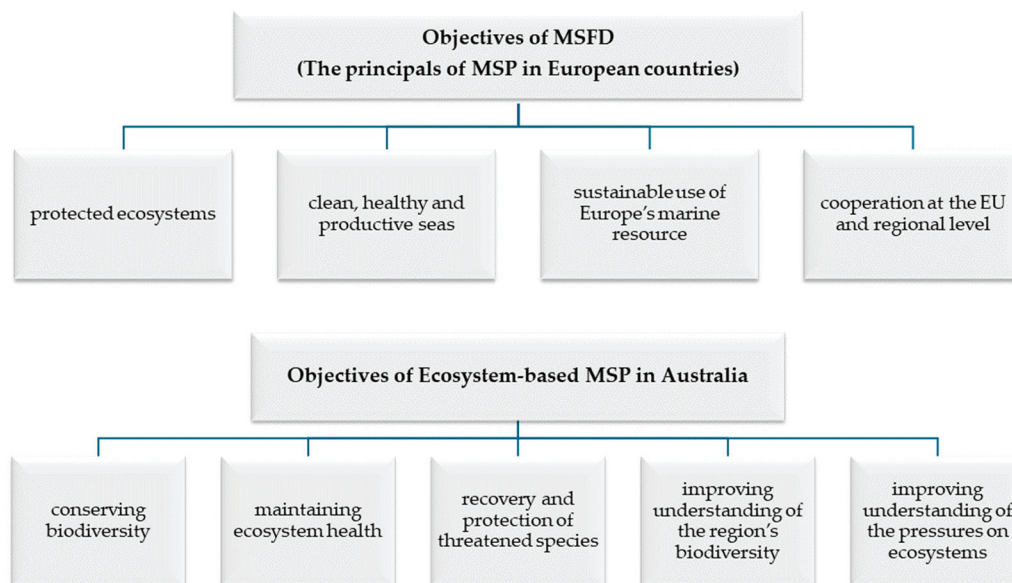 Objectives of MSFD
(The principals of MSP in European countries)
protected ecosystems
clean, healthy and
productive seas
sustainable use of
Europe's marine
resource
cooperation at the EU
and regional level
Objectives of Ecosystem-based MSP in Australia
conserving
biodiversity
maintaining
ecosystem health
recovery and
protection of
threatened species
improving
understanding of
the region's
biodiversity
improving
understanding of
the pressures on
ecosystems